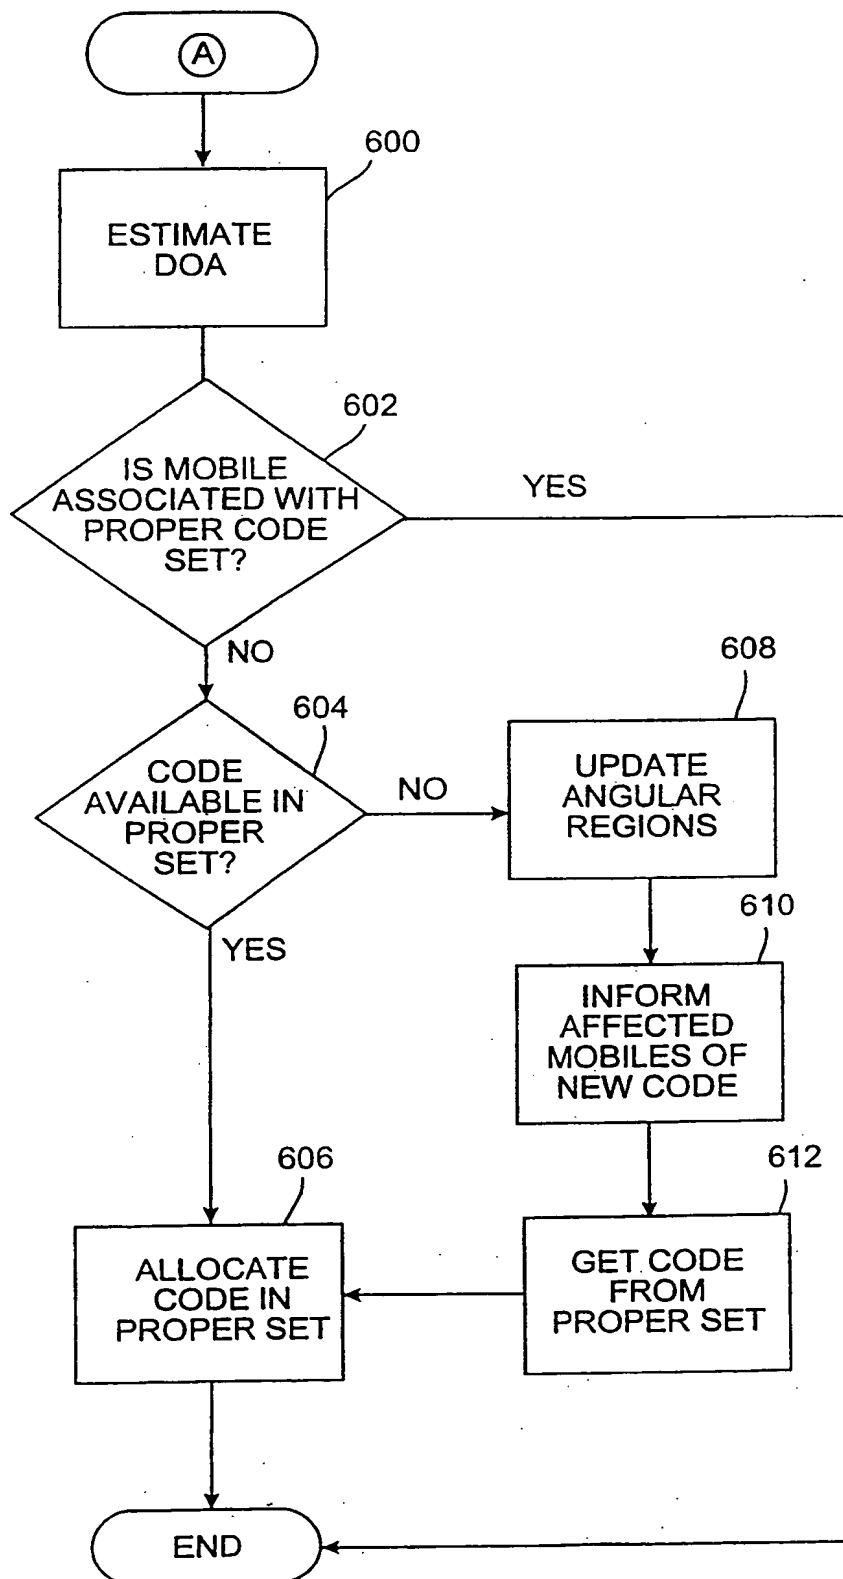 A
600
ESTIMATE
DOA
602
IS MOBILE
ASSOCIATED WITH
PROPER CODE
SET?
YES
NO
604
CODE
AVAILABLE IN
PROPER
SET?
NO
YES
608
UPDATE
ANGULAR
REGIONS
610
INFORM
AFFECTED
MOBILES OF
NEW CODE
612
GET CODE
FROM
PROPER SET
606
ALLOCATE
CODE IN
PROPER SET
END